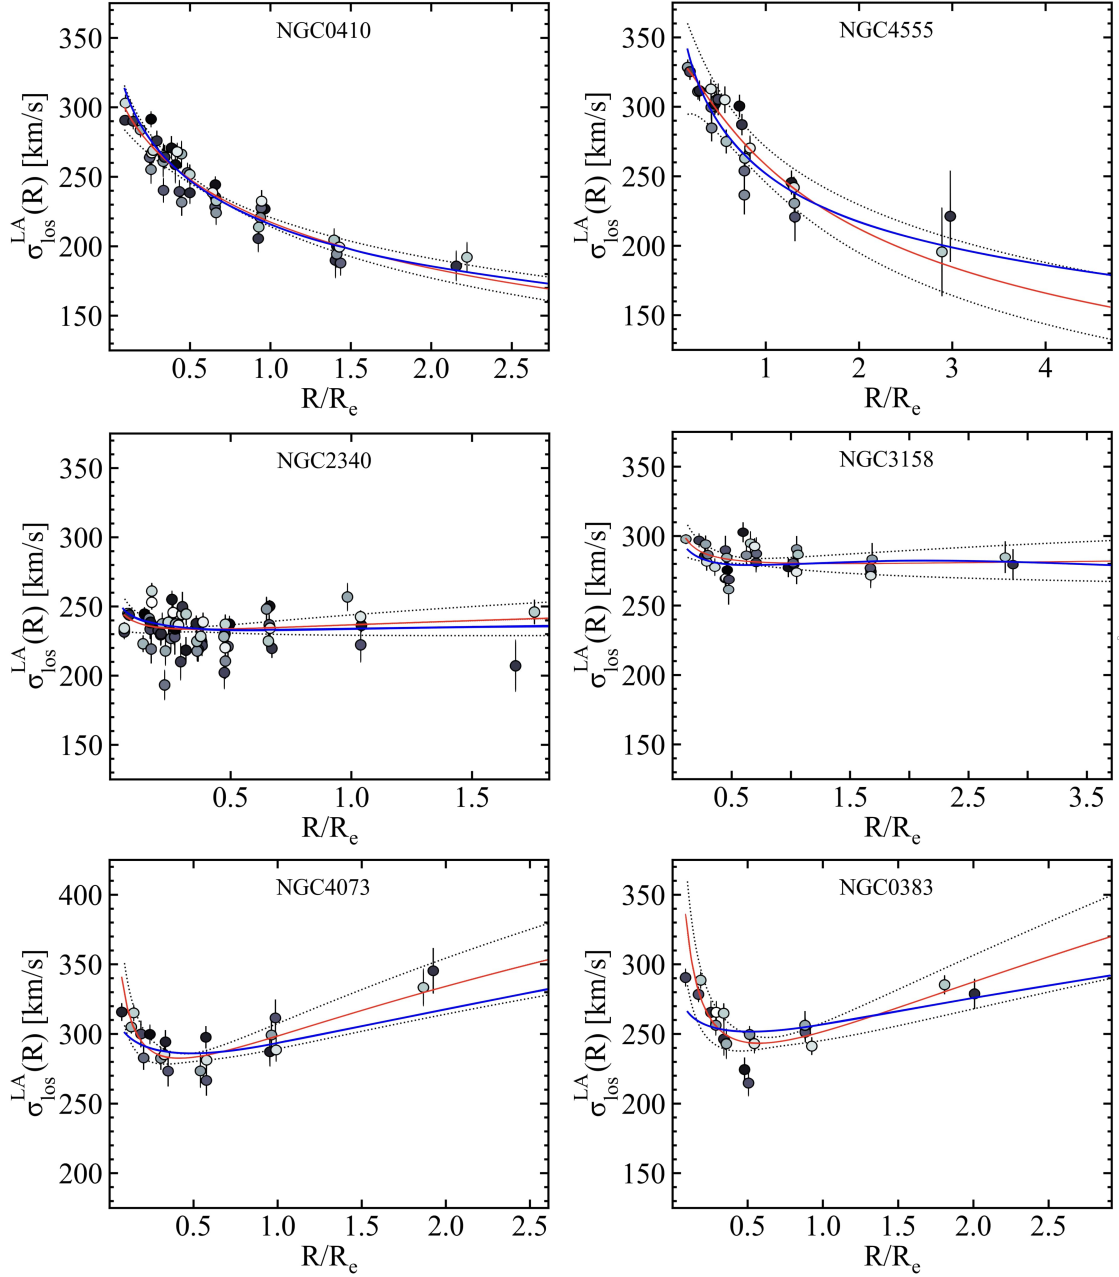 NGC0410
σ_los^LA(R) [km/s]
350
300
250
200
150
0.5 1.0 1.5 2.0 2.5
R/R_e
NGC4555
σ_los^LA(R) [km/s]
350
300
250
200
150
1 2 3 4
R/R_e
NGC2340
σ_los^LA(R) [km/s]
350
300
250
200
150
0.5 1.0 1.5
R/R_e
NGC3158
σ_los^LA(R) [km/s]
350
300
250
200
150
0.5 1.5 2.5 3.5
R/R_e
NGC4073
σ_los^LA(R) [km/s]
400
350
300
250
200
0.5 1.0 1.5 2.0 2.5
R/R_e
NGC0383
σ_los^LA(R) [km/s]
350
300
250
200
150
0.5 1.0 1.5 2.0 2.5
R/R_e